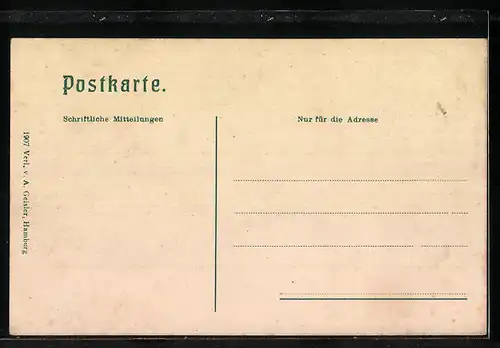 Postkarte.
Schriftliche Mitteilungen
Nur für die Adresse
1907 Verl. v. A. Geisler, Hamburg